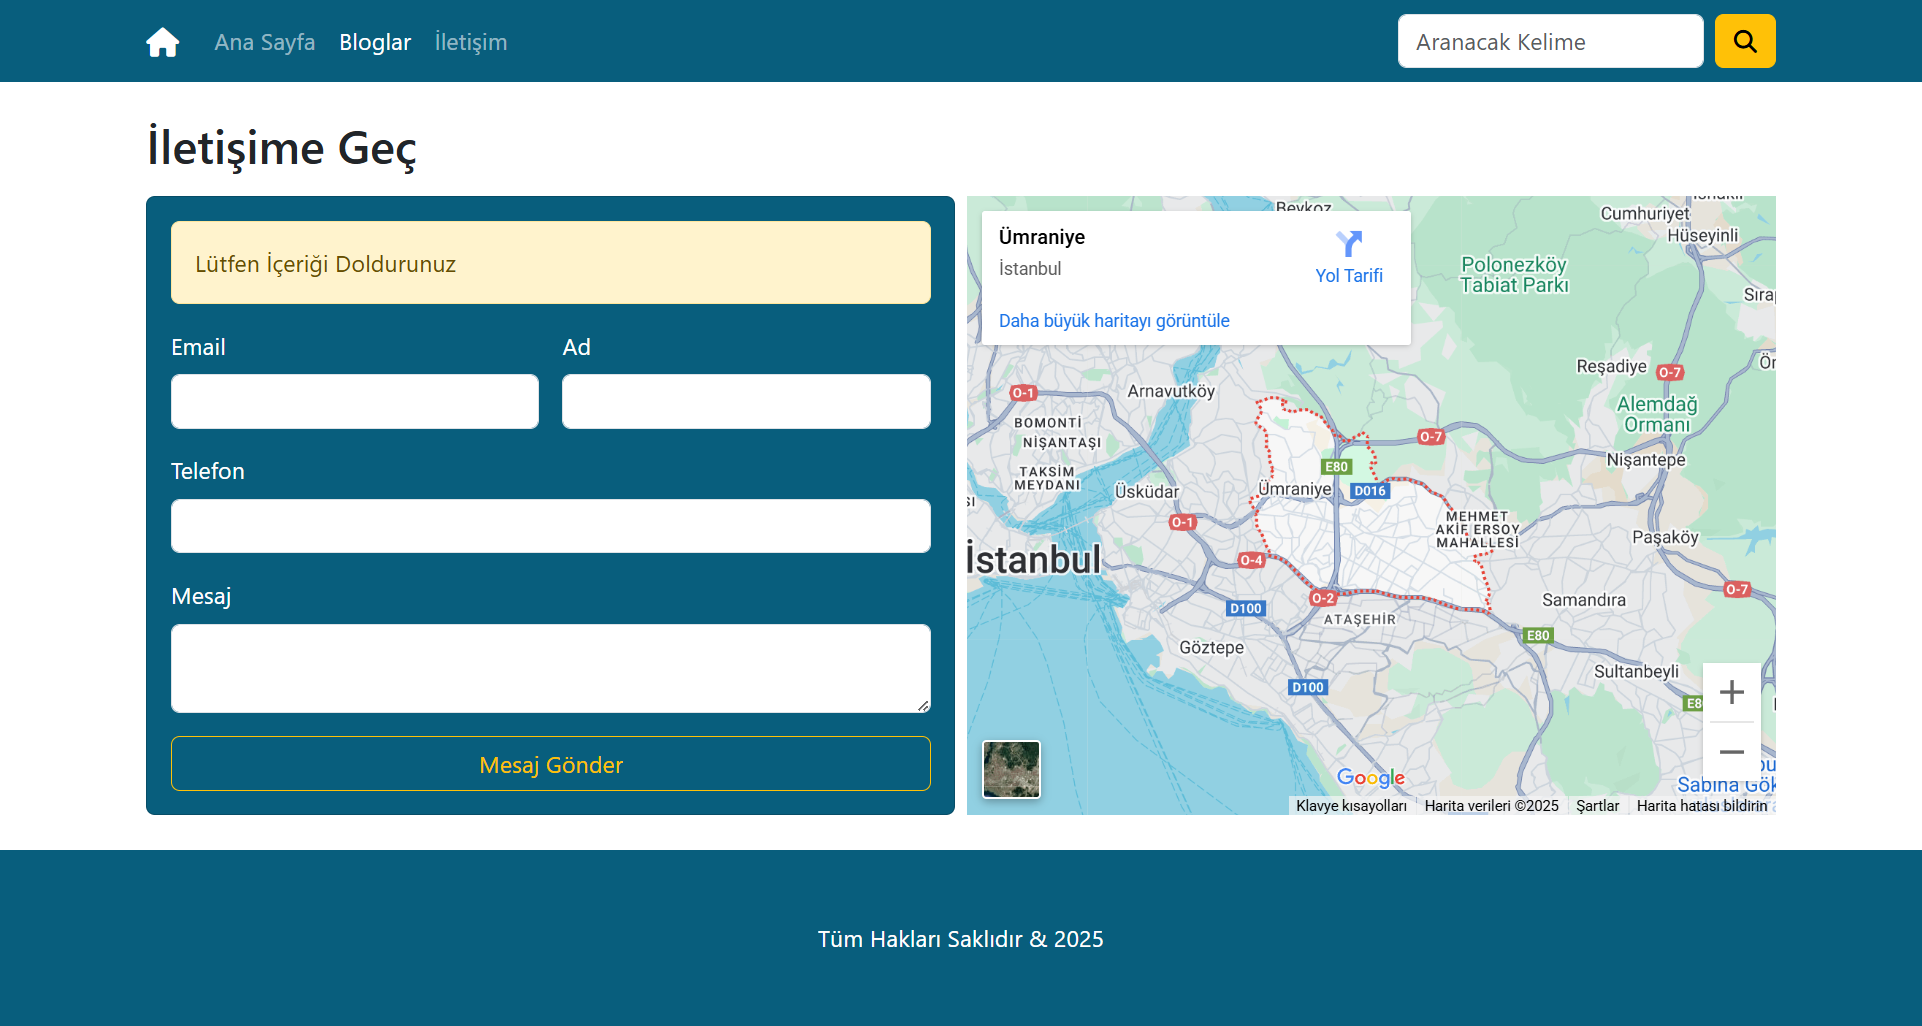 Ana Sayfa
Bloglar
İletişim
Aranacak Kelime
İletişime Geç
Lütfen İçeriği Doldurunuz
Email
Ad
Telefon
Mesaj
Mesaj Gönder
Ümraniye
İstanbul
Yol Tarifi
Daha büyük haritayı görüntüle
Beykoz
Cumhuriyet
Hüseyinli
Polonezköy
Tabiat Parkı
Reşadiye
O-7
Arnavutköy
O-1
Alemdağ
Ormanı
BOMONTİ
NİŞANTAŞI
O-7
Nişantepe
TAKSİM
MEYDANI
E80
Üsküdar
Ümraniye
D016
O-1
MEHMET
AKİF ERSOY
MAHALLESİ
Paşaköy
İstanbul
O-4
O-7
O-2
D100
Samandıra
ATAŞEHİR
E80
Göztepe
Sultanbeyli
D100
Google
Klavye kısayolları
Harita verileri ©2025
Şartlar
Harita hatası bildirin
Tüm Hakları Saklıdır & 2025